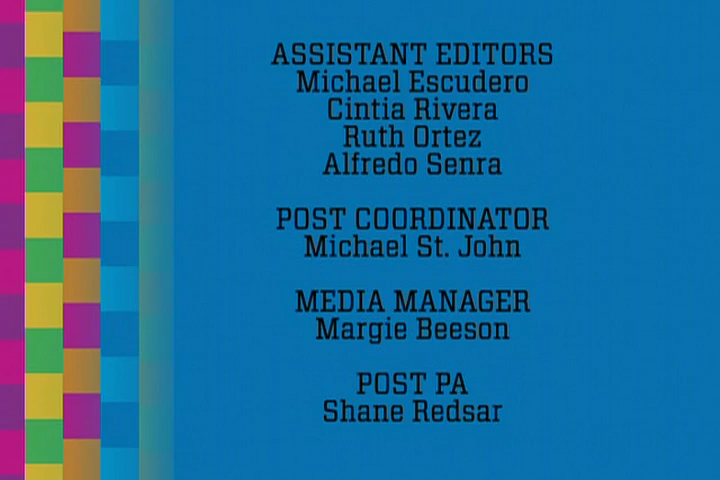 ASSISTANT EDITORS
Michael Escudero
Cintia Rivera
Ruth Ortez
Alfredo Senra
POST COORDINATOR
Michael St. John
MEDIA MANAGER
Margie Beeson
POST PA
Shane Redsar